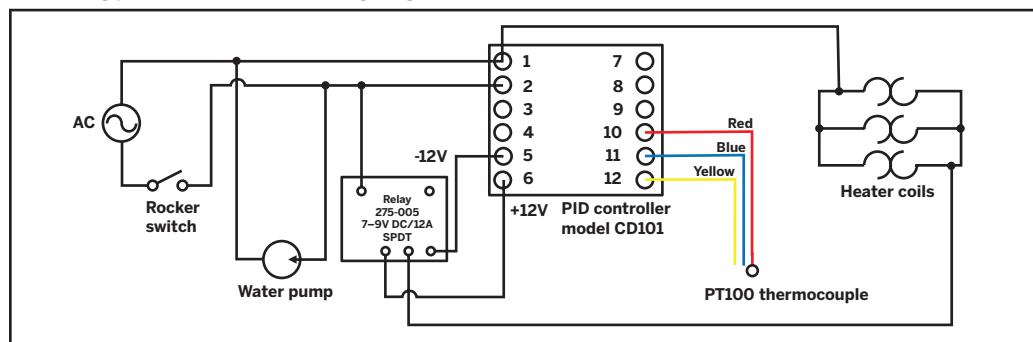 AC
Rocker
switch
Water pump
-12V
Relay
275-005
7–9V DC/12A
SPDT
+12V
1
2
3
4
5
6
7
8
9
10
11
12
PID controller
model CD101
Red
Blue
Yellow
PT100 thermocouple
Heater coils